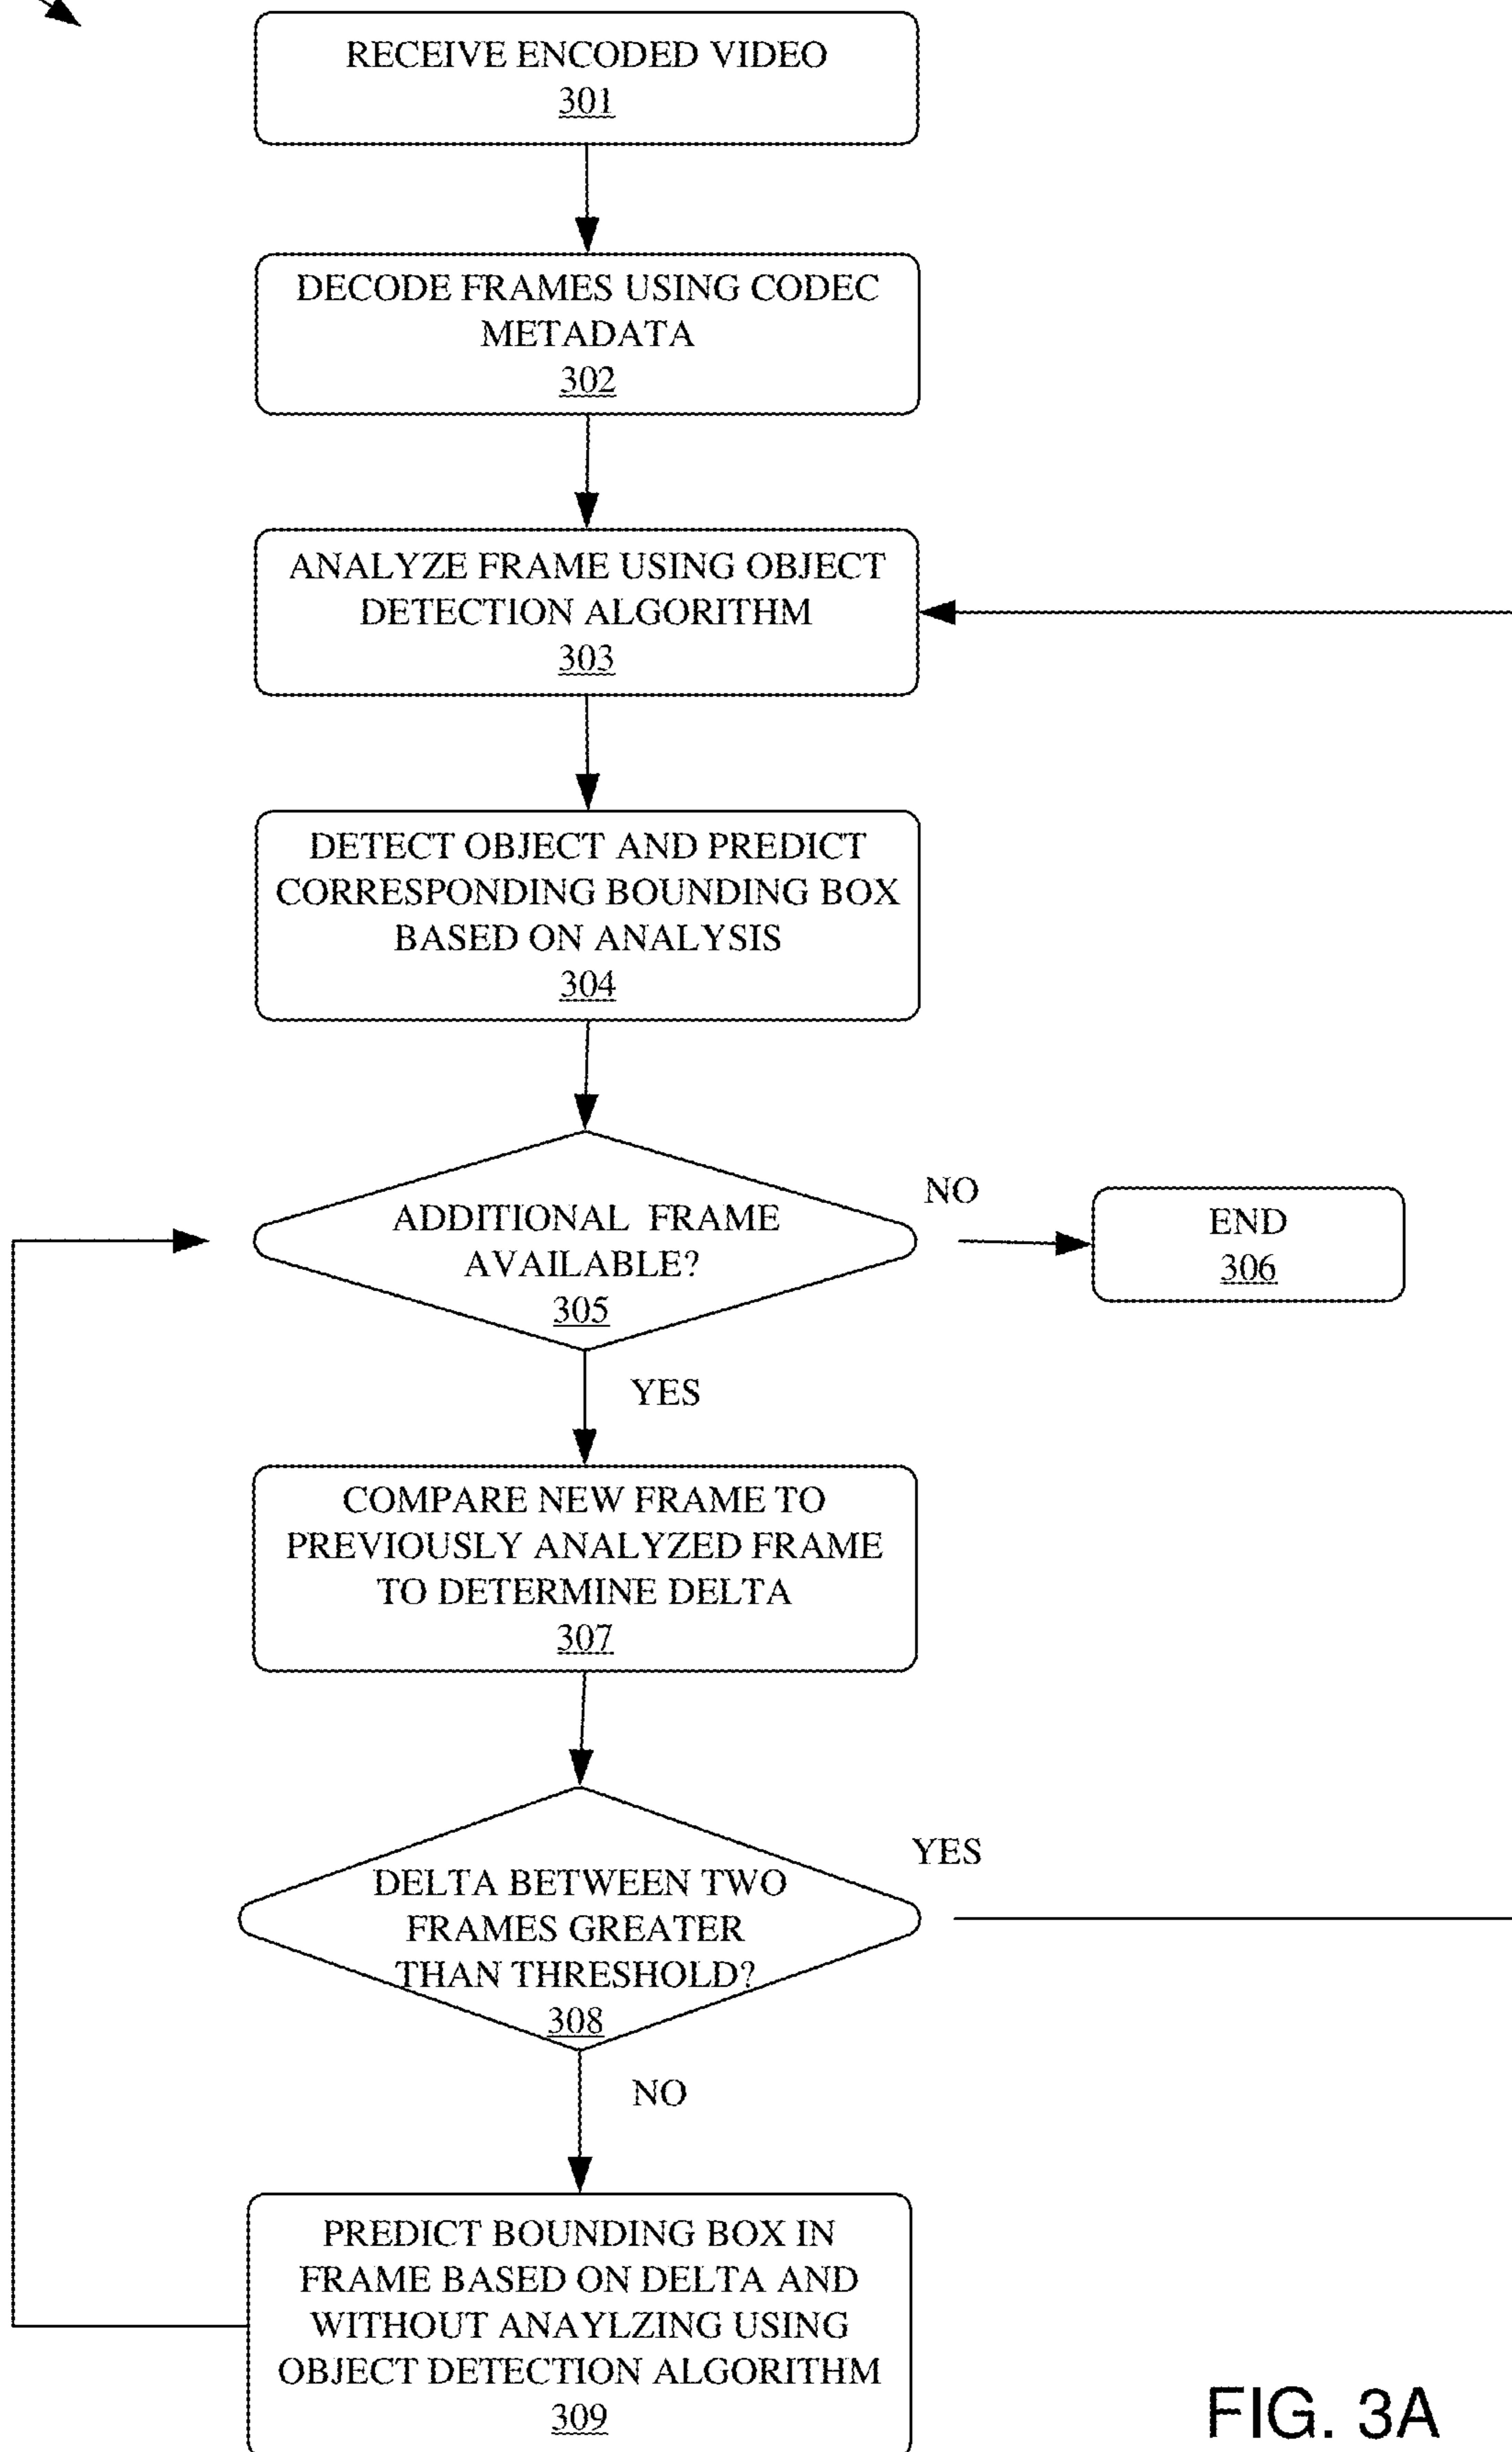 RECEIVE ENCODED VIDEO
301
DECODE FRAMES USING CODEC
METADATA
302
ANALYZE FRAME USING OBJECT
DETECTION ALGORITHM
303
DETECT OBJECT AND PREDICT
CORRESPONDING BOUNDING BOX
BASED ON ANALYSIS
304
ADDITIONAL FRAME
AVAILABLE?
305
NO
END
306
YES
COMPARE NEW FRAME TO
PREVIOUSLY ANALYZED FRAME
TO DETERMINE DELTA
307
DELTA BETWEEN TWO
FRAMES GREATER
THAN THRESHOLD?
308
YES
NO
PREDICT BOUNDING BOX IN
FRAME BASED ON DELTA AND
WITHOUT ANAYLZING USING
OBJECT DETECTION ALGORITHM
309
FIG. 3A